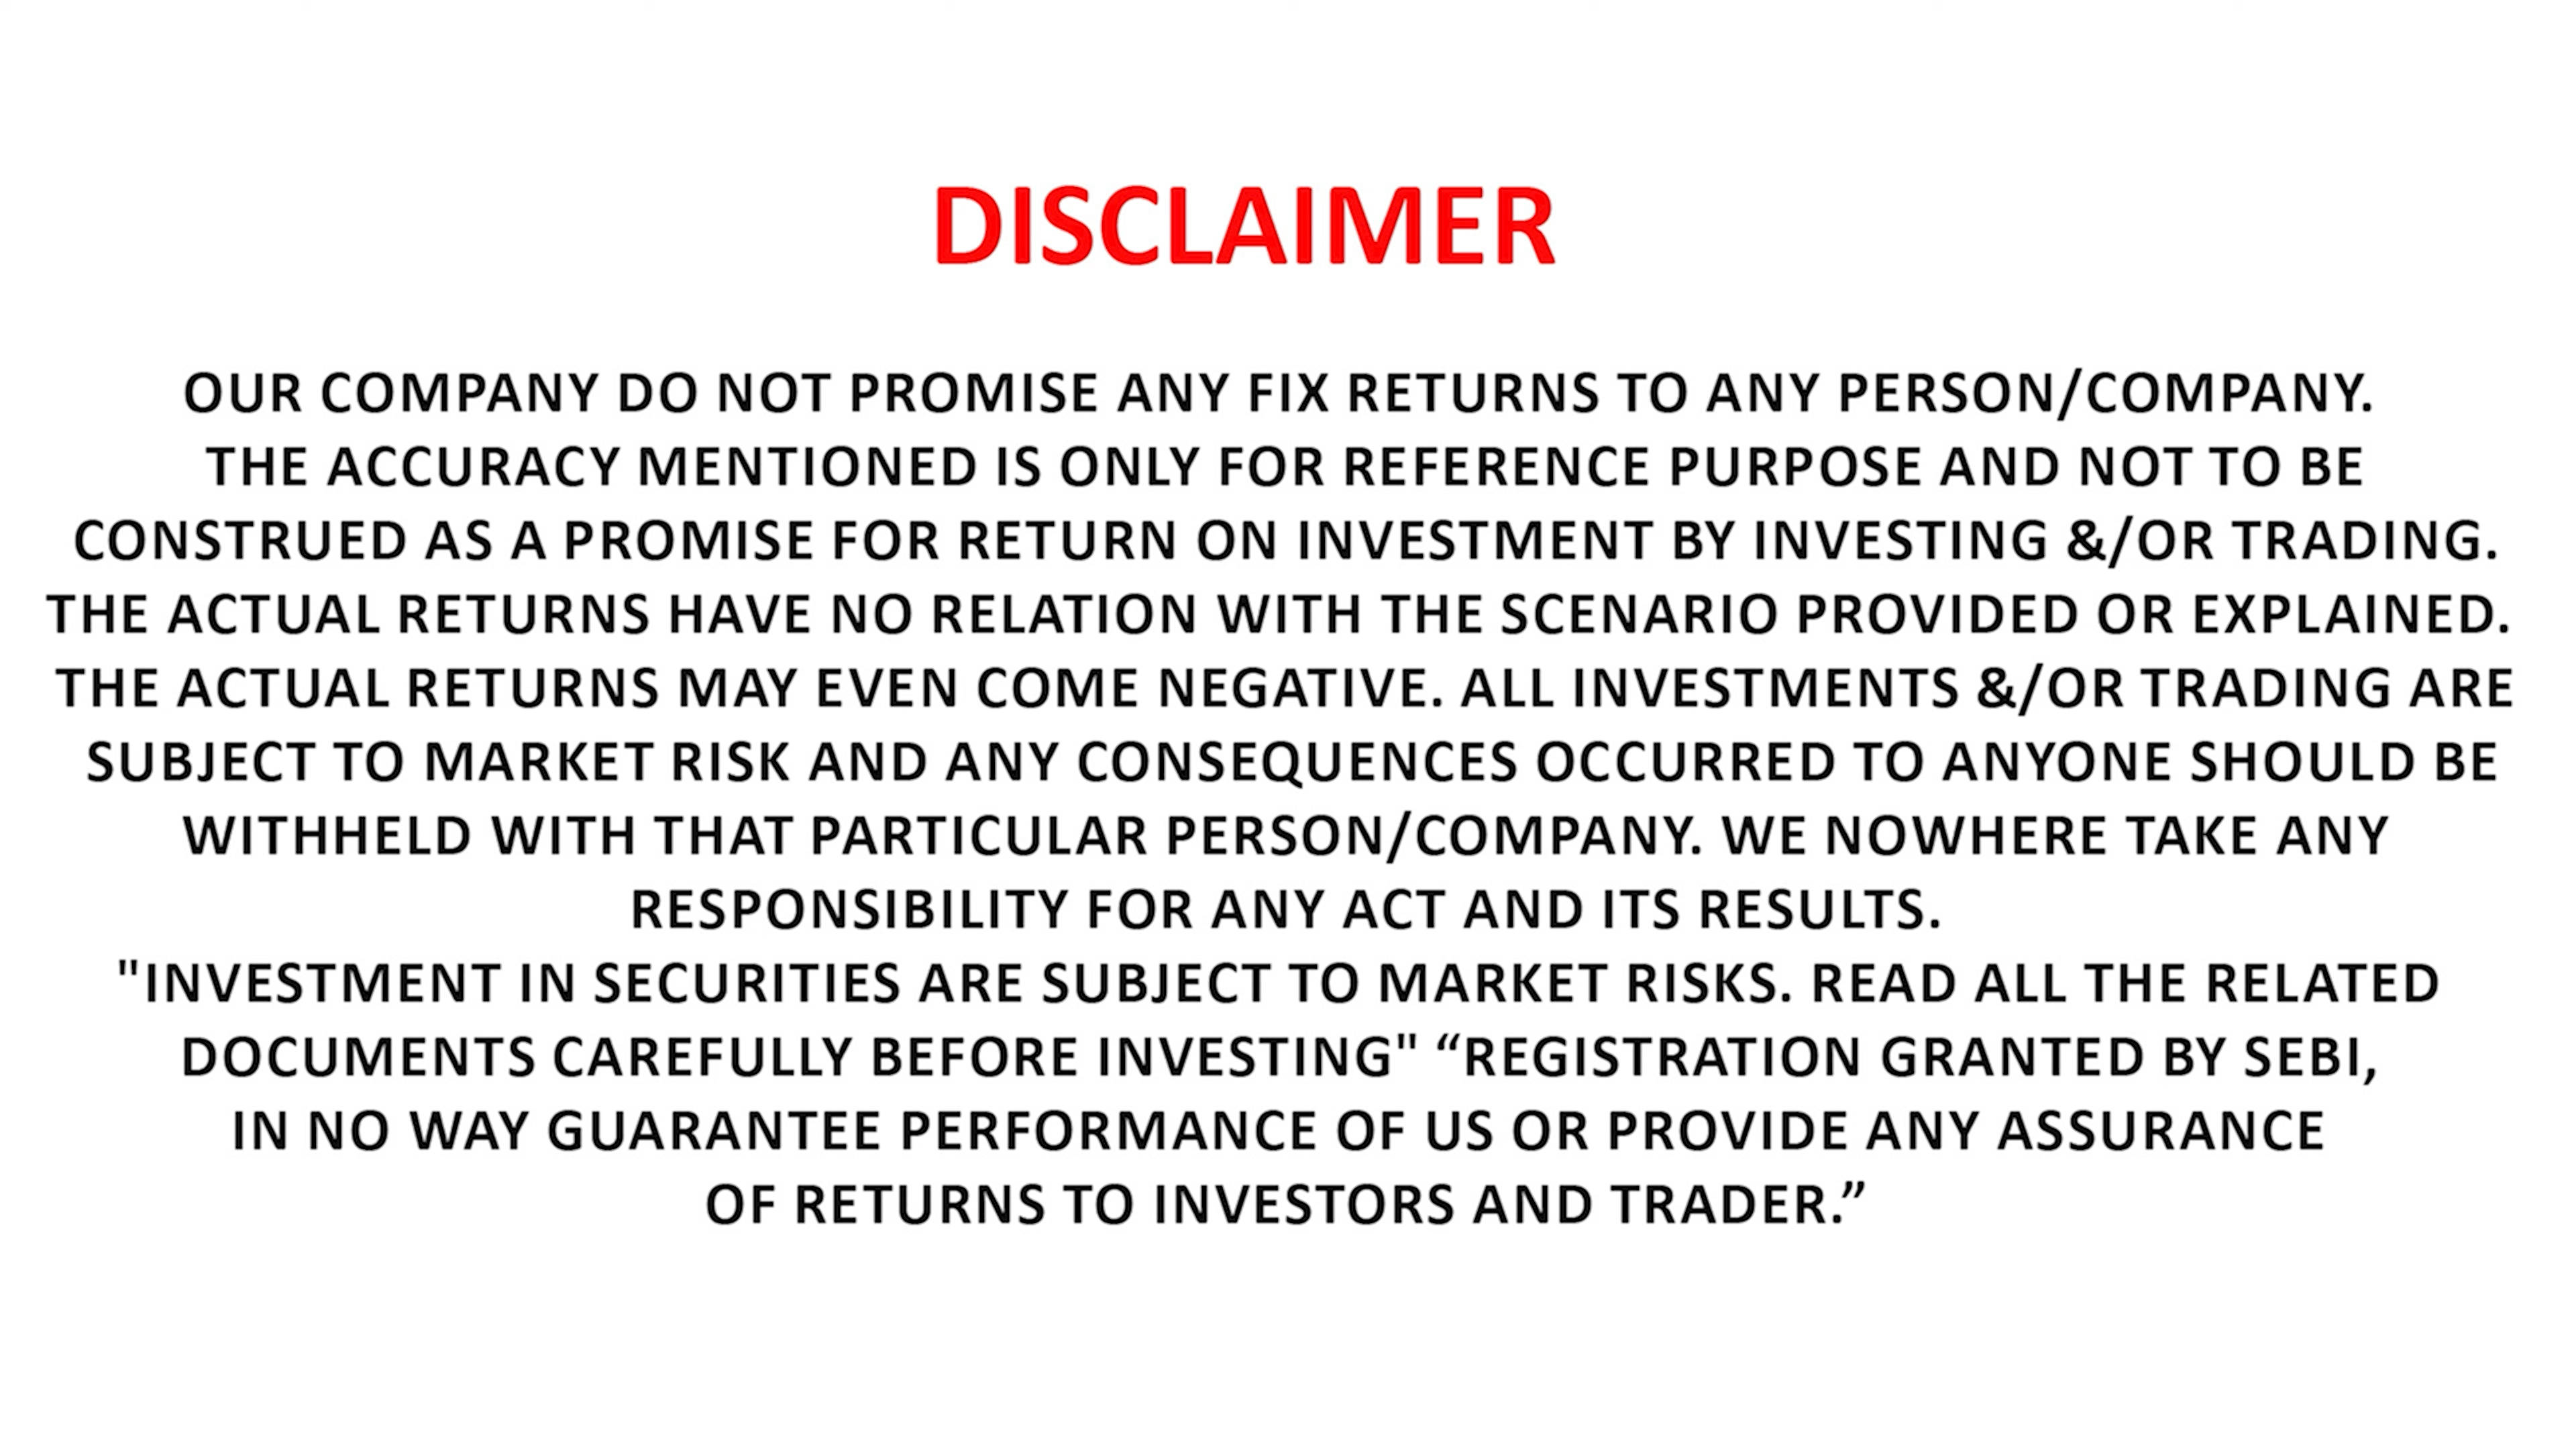 DISCLAIMER
OUR COMPANY DO NOT PROMISE ANY FIX RETURNS TO ANY PERSON/COMPANY.
THE ACCURACY MENTIONED IS ONLY FOR REFERENCE PURPOSE AND NOT TO BE
CONSTRUED AS A PROMISE FOR RETURN ON INVESTMENT BY INVESTING &/OR TRADING.
THE ACTUAL RETURNS HAVE NO RELATION WITH THE SCENARIO PROVIDED OR EXPLAINED.
THE ACTUAL RETURNS MAY EVEN COME NEGATIVE. ALL INVESTMENTS &/OR TRADING ARE
SUBJECT TO MARKET RISK AND ANY CONSEQUENCES OCCURRED TO ANYONE SHOULD BE
WITHHELD WITH THAT PARTICULAR PERSON/COMPANY. WE NOWHERE TAKE ANY
RESPONSIBILITY FOR ANY ACT AND ITS RESULTS.
"INVESTMENT IN SECURITIES ARE SUBJECT TO MARKET RISKS. READ ALL THE RELATED
DOCUMENTS CAREFULLY BEFORE INVESTING" “REGISTRATION GRANTED BY SEBI,
IN NO WAY GUARANTEE PERFORMANCE OF US OR PROVIDE ANY ASSURANCE
OF RETURNS TO INVESTORS AND TRADER.”